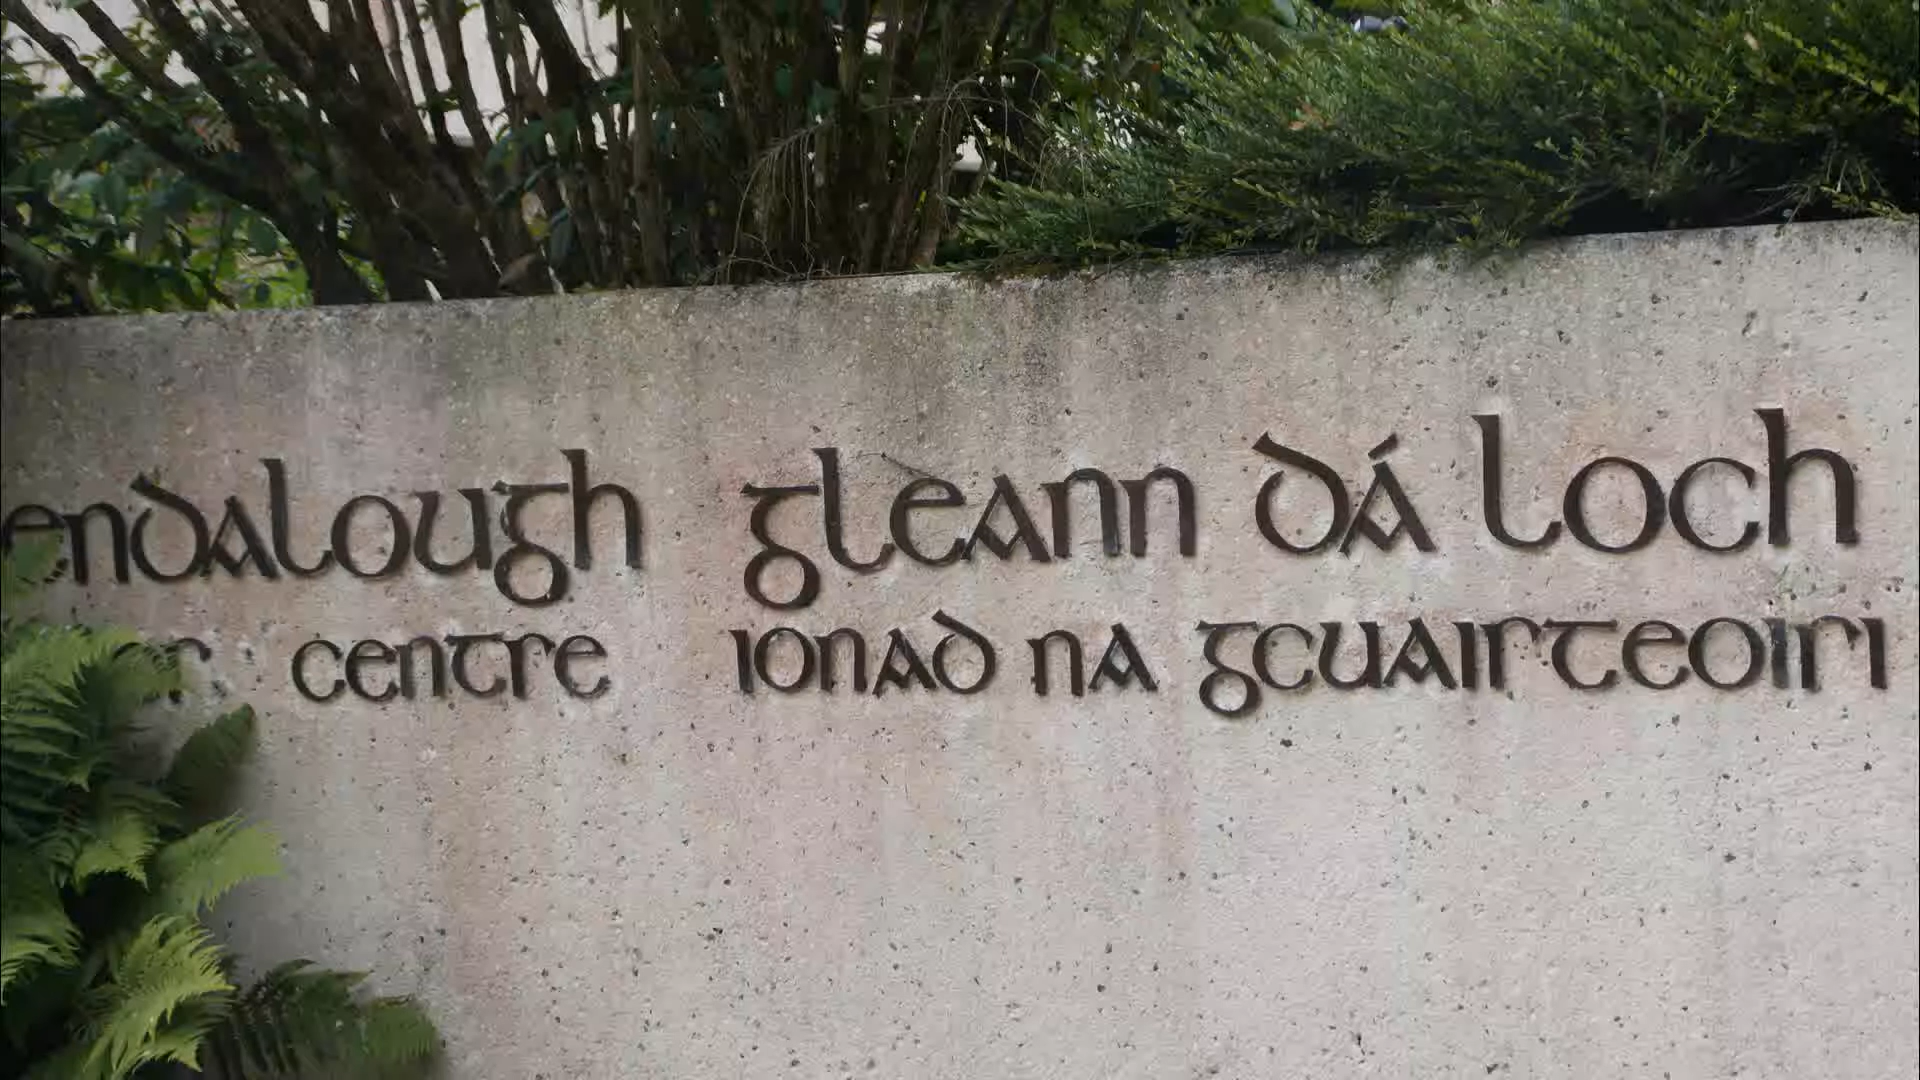 endalough gleann dá loch
centre ionad na gcuairteoiri